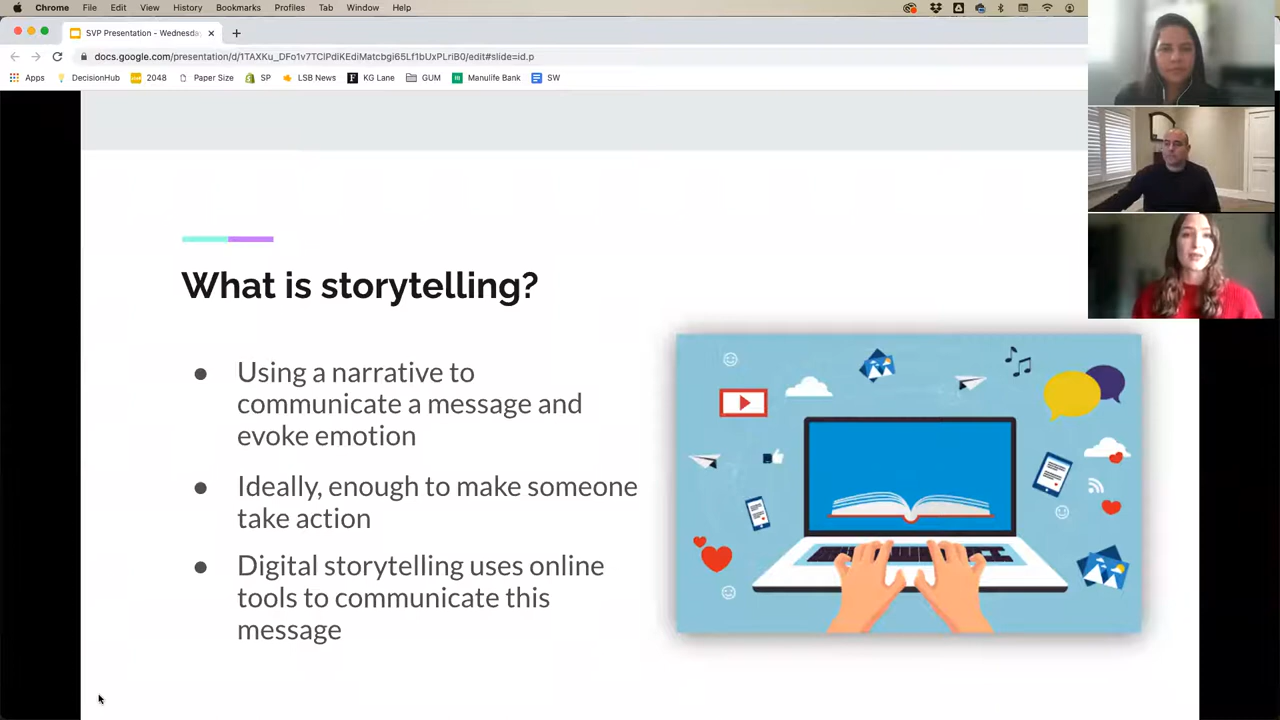 Chrome File Edit View History Bookmarks Profiles Tab Window Help
SVP Presentation - Wednesda
docs.google.com/presentation/d/1TAXKu_DFo1v7TClPdiKEdiMatcbgi65Lf1bUxPLriB0/edit#slide=id.p
Apps DecisionHub 2048 Paper Size SP LSB News KG Lane GUM Manulife Bank SW
What is storytelling?
● Using a narrative to
communicate a message and
evoke emotion
● Ideally, enough to make someone
take action
● Digital storytelling uses online
tools to communicate this
message